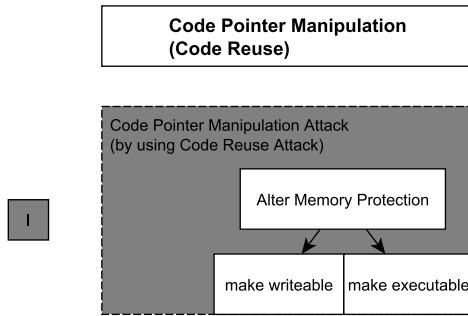 Code Pointer Manipulation
(Code Reuse)
Code Pointer Manipulation Attack
(by using Code Reuse Attack)
I
Alter Memory Protection
make writeable
make executable